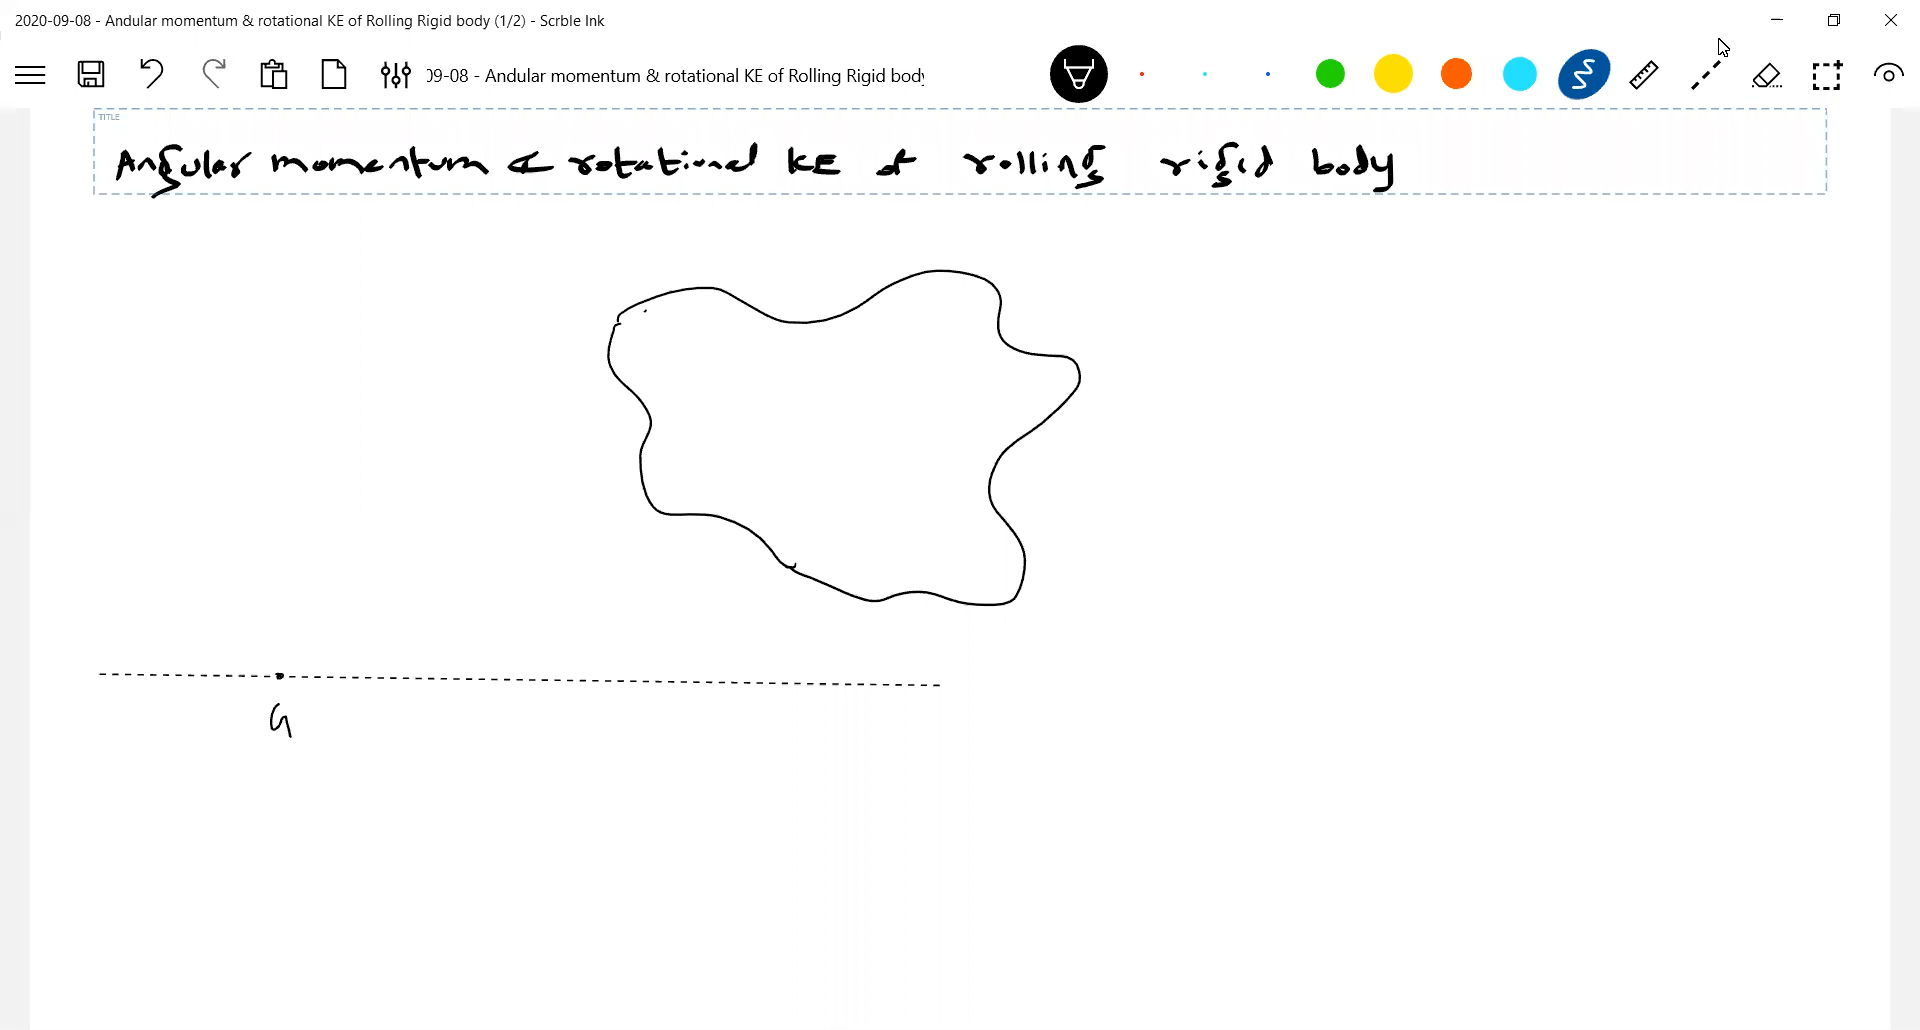 2020-09-08 - Andular momentum & rotational KE of Rolling Rigid body (1/2) - Scrble Ink
09-08 - Andular momentum & rotational KE of Rolling Rigid body
TITLE
Angular momentum & rotational KE of rolling rigid body